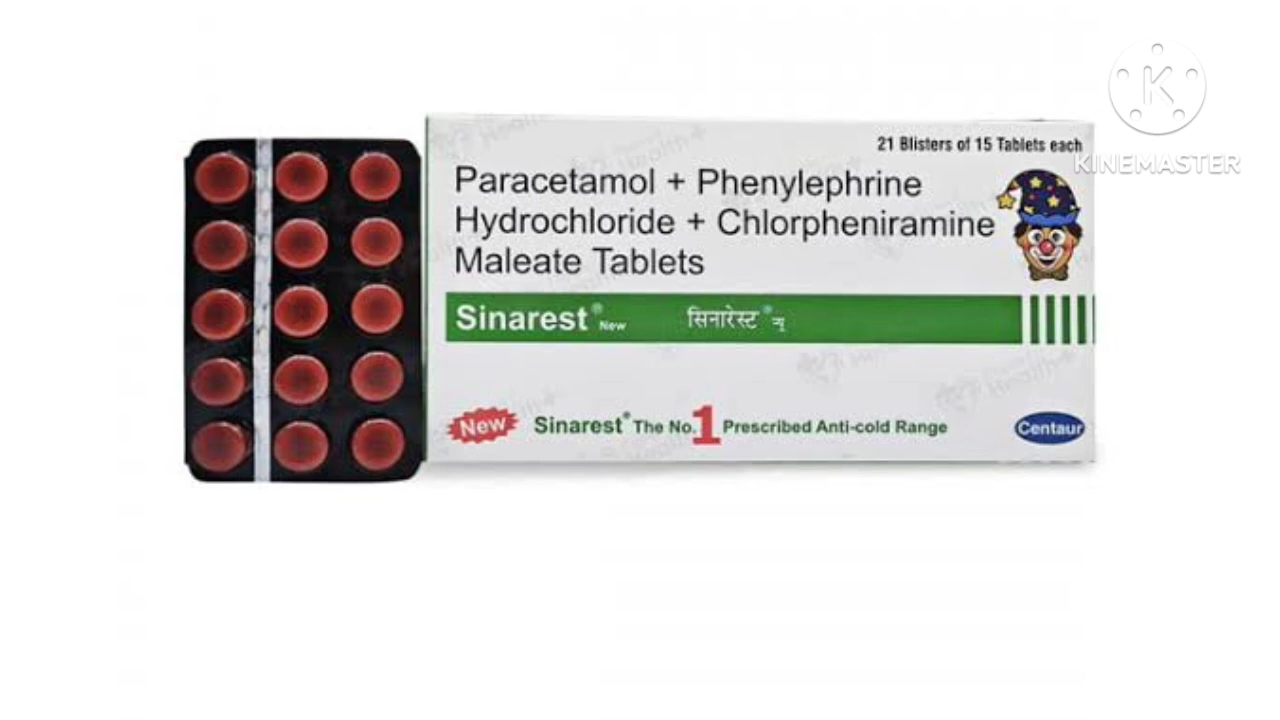 21 Blisters of 15 Tablets each
KINEMASTER
Paracetamol + Phenylephrine
Hydrochloride + Chlorpheniramine
Maleate Tablets
Sinarest® New सिनारेस्ट® न्यू
New Sinarest® The No.1 Prescribed Anti-cold Range
Centaur